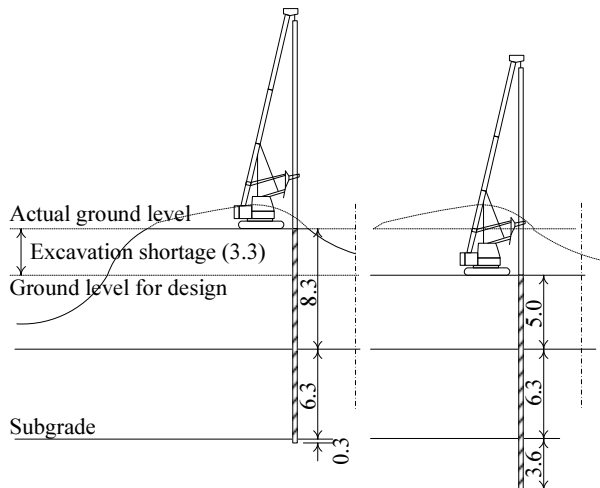 Actual ground level
Excavation shortage (3.3)
Ground level for design
8.3
5.0
6.3
6.3
Subgrade
0.3
3.6